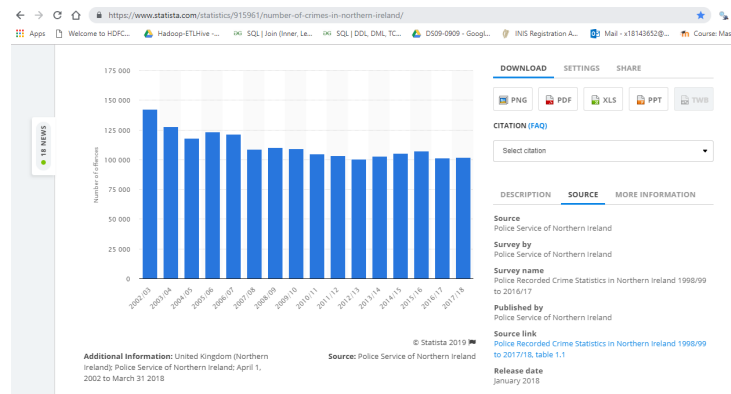 https://www.statista.com/statistics/915961/number-of-crimes-in-northern-ireland/
Apps Welcome to HDFC... Hadoop-ETLHive -... SQL | Join (Inner, Le... SQL | DDL, DML, TC... DS09-0909 - Googl... INIS Registration A... Mail - x18143652@... Course: Mas
18 NEWS
Number of offences
175 000
150 000
125 000
100 000
75 000
50 000
25 000
0
2002/03 2003/04 2004/05 2005/06 2006/07 2007/08 2008/09 2009/10 2010/11 2011/12 2012/13 2013/14 2014/15 2015/16 2016/17 2017/18
© Statista 2019
Additional Information: United Kingdom (Northern
Ireland); Police Service of Northern Ireland; April 1,
2002 to March 31 2018
Source: Police Service of Northern Ireland
DOWNLOAD SETTINGS SHARE
PNG PDF XLS PPT TWB
CITATION (FAQ)
Select citation
DESCRIPTION SOURCE MORE INFORMATION
Source
Police Service of Northern Ireland
Survey by
Police Service of Northern Ireland
Survey name
Police Recorded Crime Statistics in Northern Ireland 1998/99
to 2016/17
Published by
Police Service of Northern Ireland
Source link
Police Recorded Crime Statistics in Northern Ireland 1998/99
to 2017/18, table 1.1
Release date
January 2018